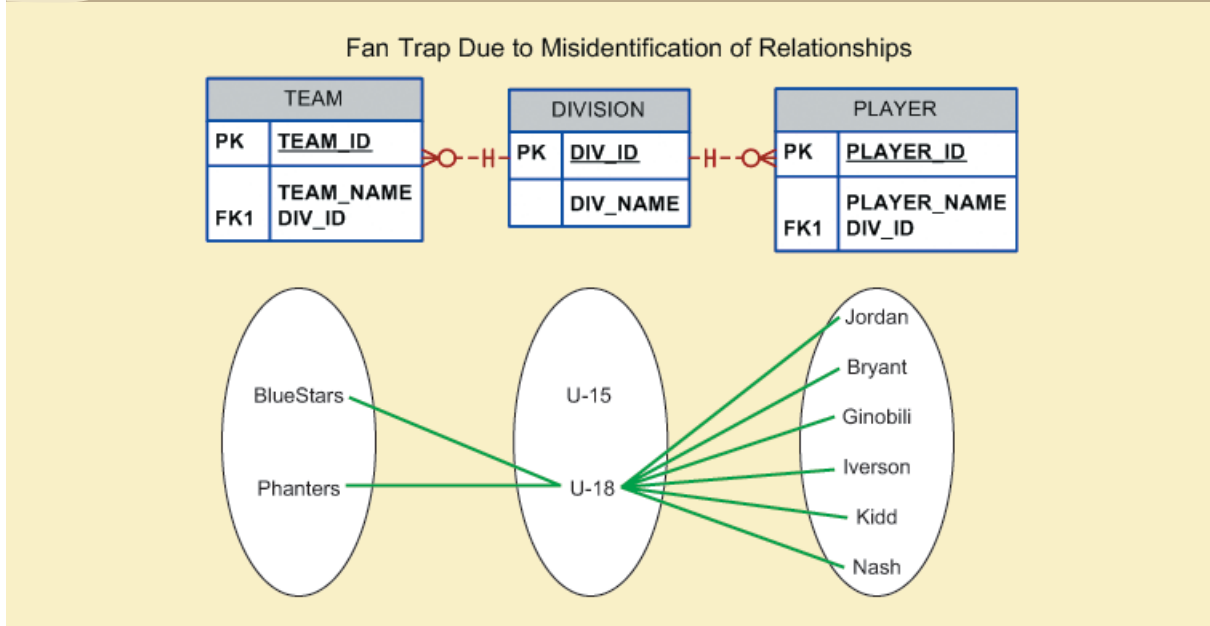 Fan Trap Due to Misidentification of Relationships
TEAM
PK TEAM_ID
TEAM_NAME
FK1 DIV_ID
DIVISION
PK DIV_ID
DIV_NAME
PLAYER
PK PLAYER_ID
PLAYER_NAME
FK1 DIV_ID
BlueStars
Phanters
U-15
U-18
Jordan
Bryant
Ginobili
Iverson
Kidd
Nash